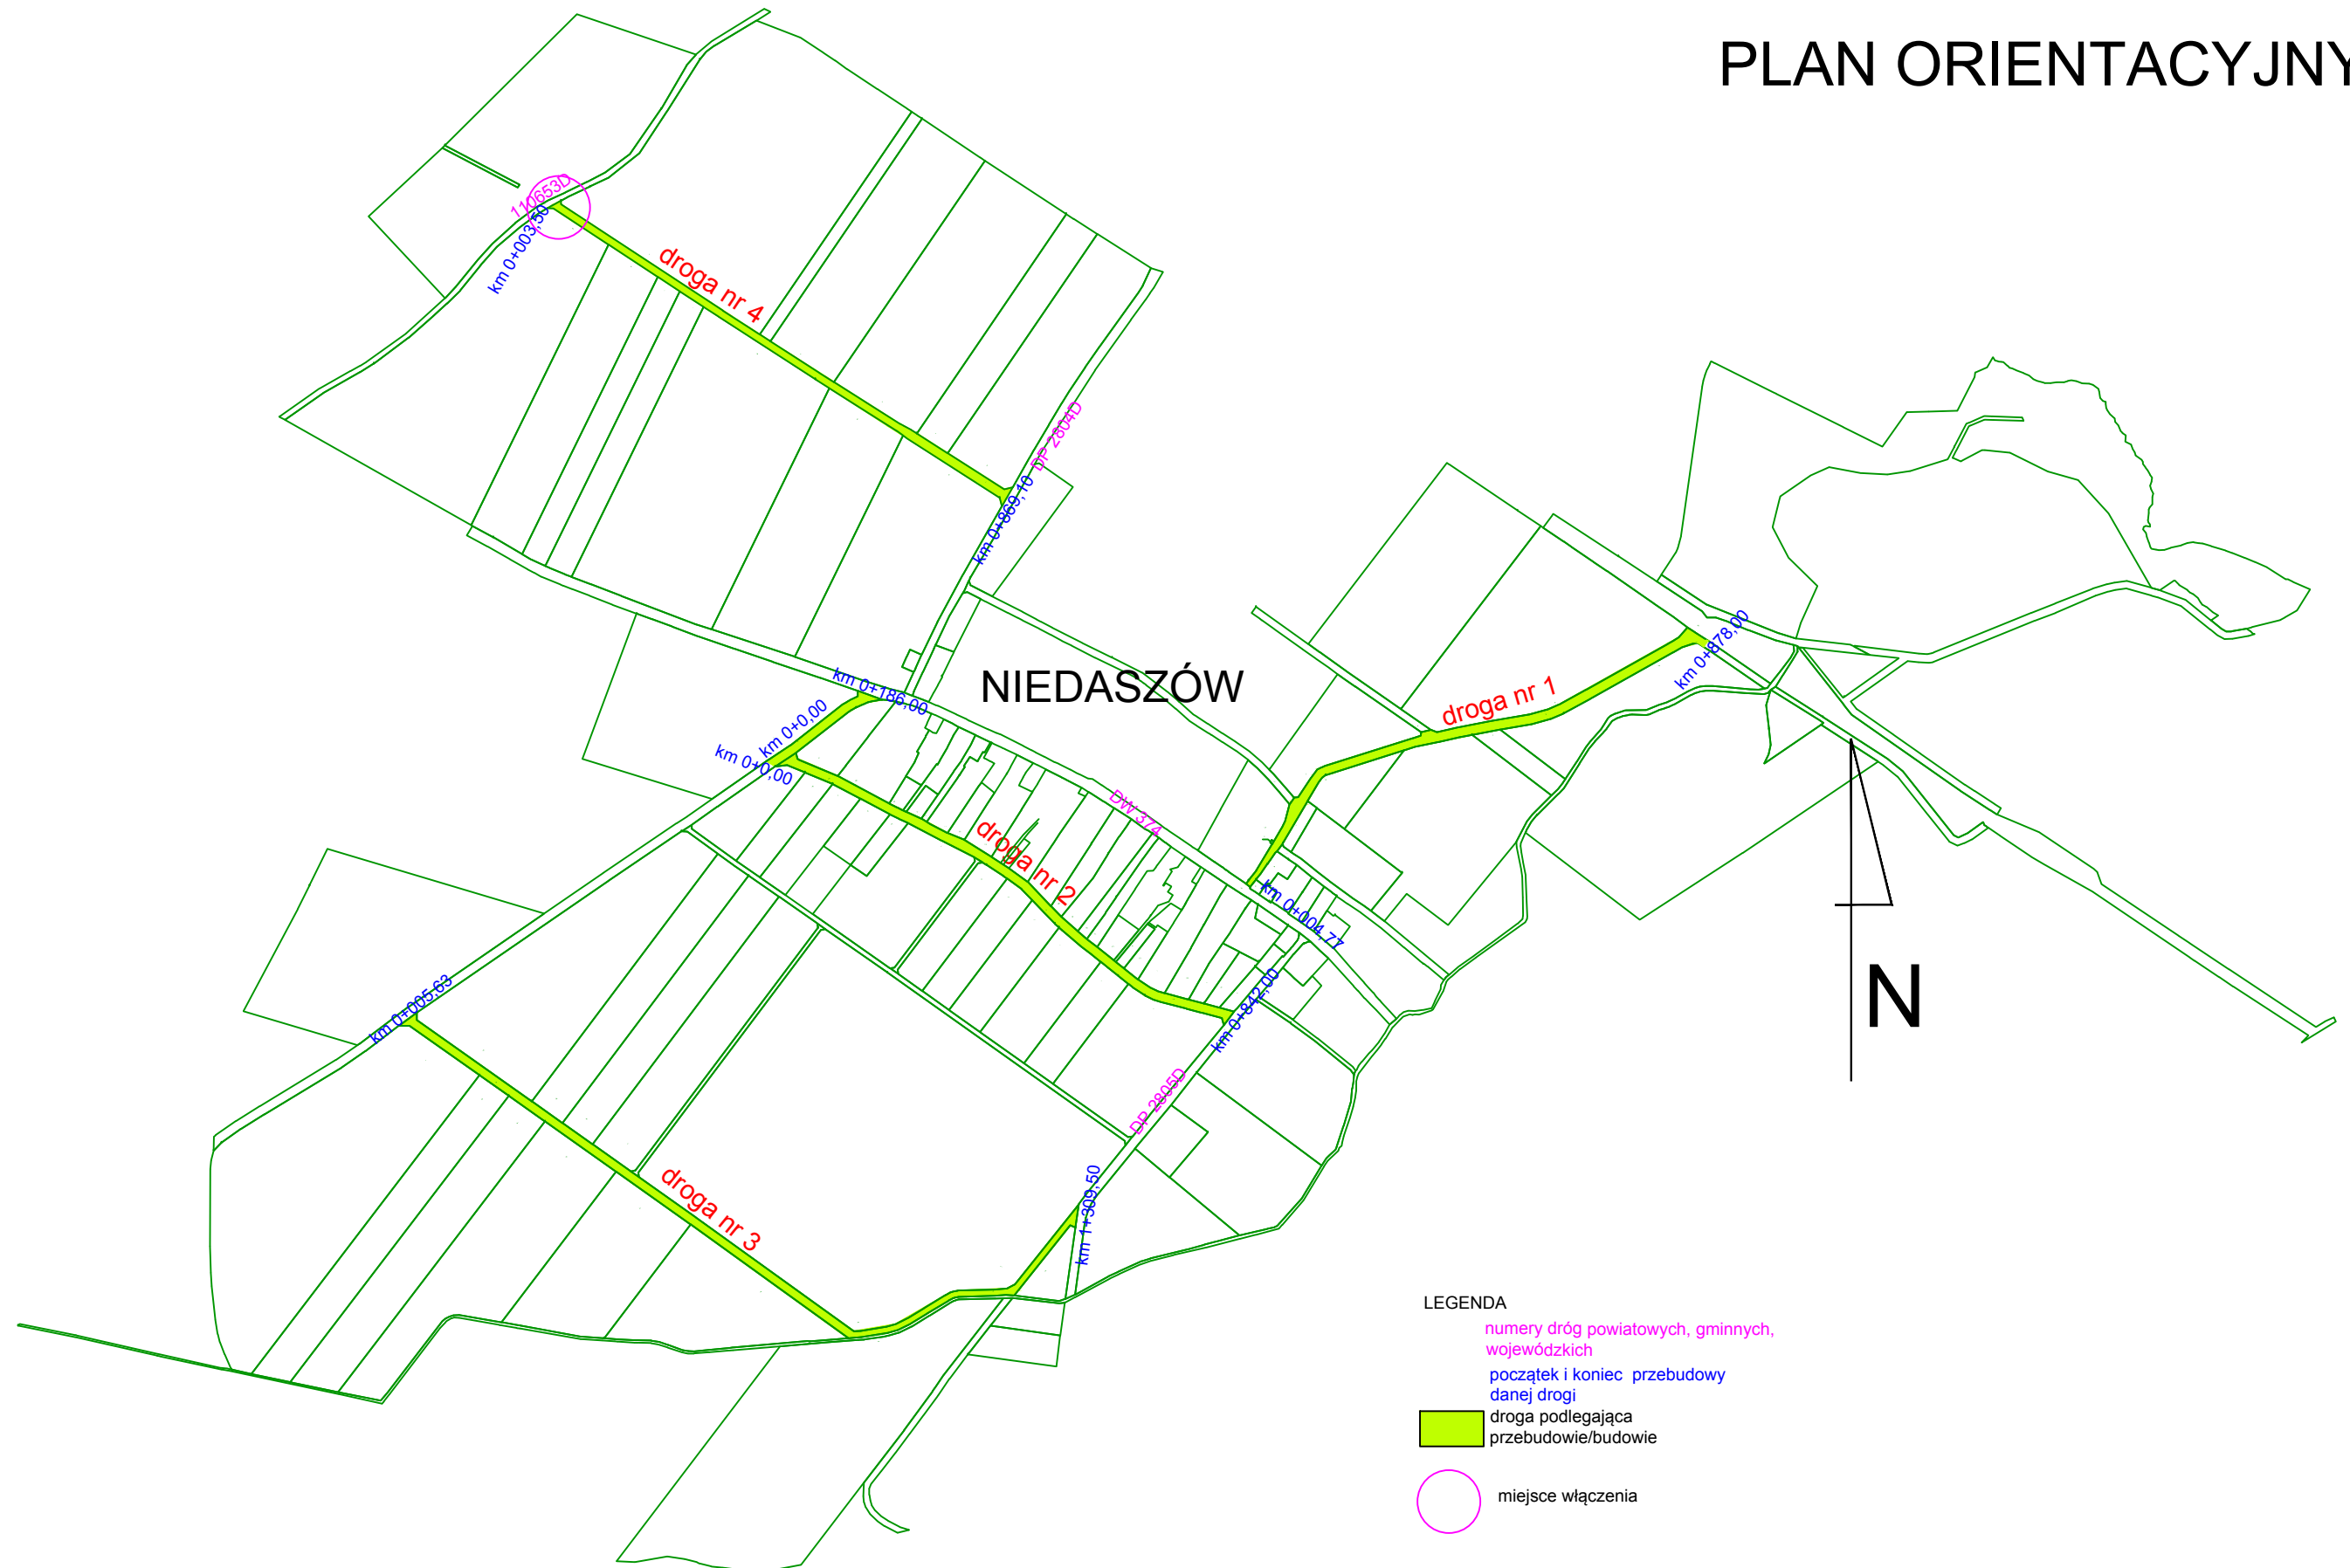 PLAN ORIENTACYJNY
110653D
km 0+003,50
droga nr 4
DP 2804D
km 0+869,10
NIEDASZÓW
km 0+186,00
km 0+0,00
km 0+0,00
droga nr 1
km 0+878,00
DW 374
droga nr 2
km 0+004,77
km 0+842,00
km 0+005,63
DP 2805D
N
droga nr 3
km 1+309,50
LEGENDA
numery dróg powiatowych, gminnych,
wojewódzkich
początek i koniec przebudowy
danej drogi
droga podlegająca
przebudowie/budowie
miejsce włączenia